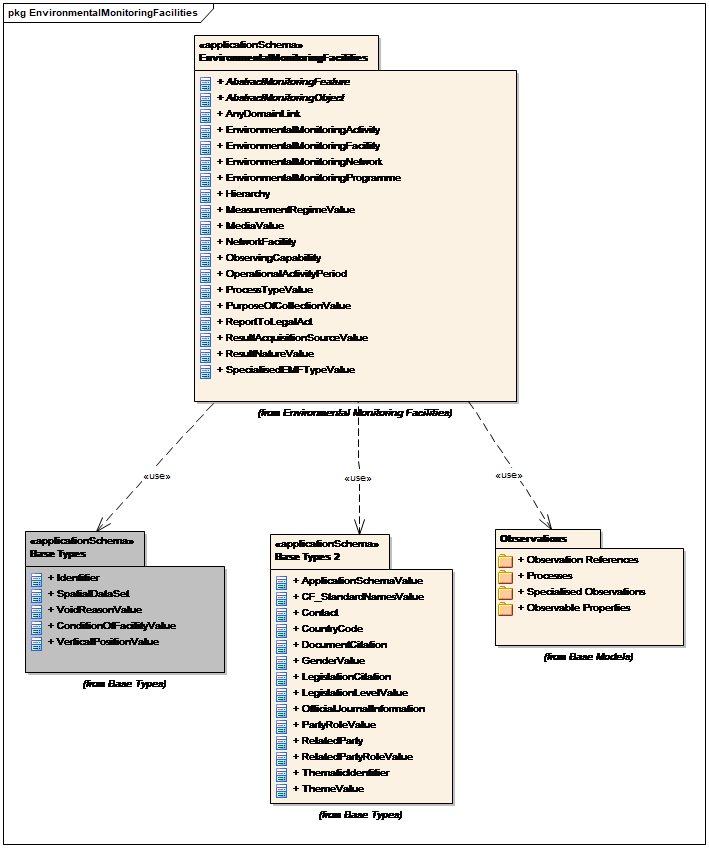 pkg EnvironmentalMonitoringFacilities
«applicationSchema»
EnvironmentalMonitoringFacilities
+ AbstractMonitoringFeature
+ AbstractMonitoringObject
+ AnyDomainLink
+ EnvironmentalMonitoringActivity
+ EnvironmentalMonitoringFacility
+ EnvironmentalMonitoringNetwork
+ EnvironmentalMonitoringProgramme
+ Hierarchy
+ MeasurementRegimeValue
+ MediaValue
+ NetworkFacility
+ ObservingCapability
+ OperationalActivityPeriod
+ ProcessTypeValue
+ PurposeOfCollectionValue
+ ReportToLegalAct
+ ResultAcquisitionSourceValue
+ ResultNatureValue
+ SpecialisedEMFTypeValue
(from Environmental Monitoring Facilities)
«use»
«use»
«use»
«applicationSchema»
Base Types
+ Identifier
+ SpatialDataSet
+ VoidReasonValue
+ ConditionOfFacilityValue
+ VerticalPositionValue
(from Base Types)
«applicationSchema»
Base Types 2
+ ApplicationSchemaValue
+ CF_StandardNamesValue
+ Contact
+ CountryCode
+ DocumentCitation
+ GenderValue
+ LegislationCitation
+ LegislationLevelValue
+ OfficialJournalInformation
+ PartyRoleValue
+ RelatedParty
+ RelatedPartyRoleValue
+ ThematicIdentifier
+ ThemeValue
(from Base Types)
Observations
+ Observation References
+ Processes
+ Specialised Observations
+ Observable Properties
(from Base Models)